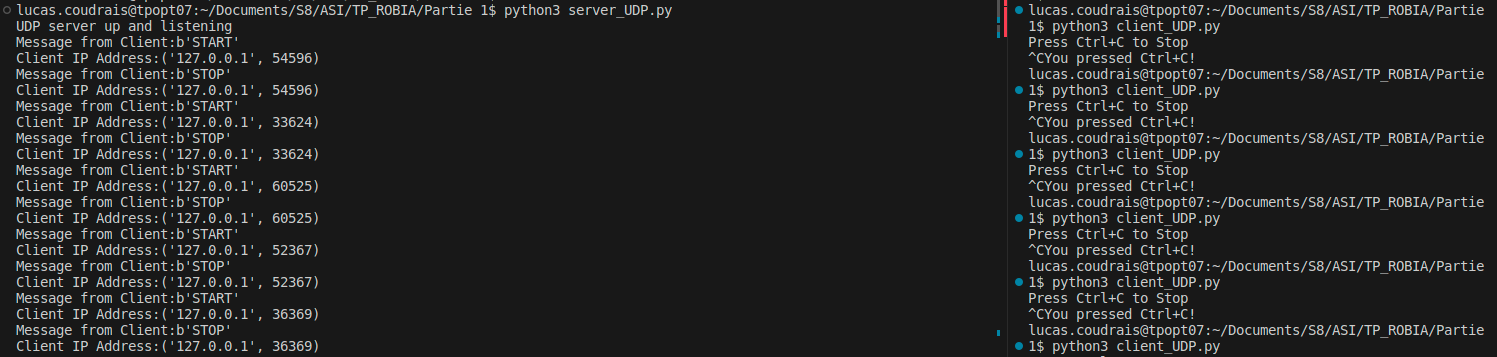 lucas.coudrais@tpopt07:~/Documents/S8/ASI/TP_ROBIA/Partie 1$ python3 server_UDP.py
UDP server up and listening
Message from Client:b'START'
Client IP Address:('127.0.0.1', 54596)
Message from Client:b'STOP'
Client IP Address:('127.0.0.1', 54596)
Message from Client:b'START'
Client IP Address:('127.0.0.1', 33624)
Message from Client:b'STOP'
Client IP Address:('127.0.0.1', 33624)
Message from Client:b'START'
Client IP Address:('127.0.0.1', 60525)
Message from Client:b'STOP'
Client IP Address:('127.0.0.1', 60525)
Message from Client:b'START'
Client IP Address:('127.0.0.1', 52367)
Message from Client:b'STOP'
Client IP Address:('127.0.0.1', 52367)
Message from Client:b'START'
Client IP Address:('127.0.0.1', 36369)
Message from Client:b'STOP'
Client IP Address:('127.0.0.1', 36369)
lucas.coudrais@tpopt07:~/Documents/S8/ASI/TP_ROBIA/Partie
1$ python3 client_UDP.py
Press Ctrl+C to Stop
^CYou pressed Ctrl+C!
lucas.coudrais@tpopt07:~/Documents/S8/ASI/TP_ROBIA/Partie
1$ python3 client_UDP.py
Press Ctrl+C to Stop
^CYou pressed Ctrl+C!
lucas.coudrais@tpopt07:~/Documents/S8/ASI/TP_ROBIA/Partie
1$ python3 client_UDP.py
Press Ctrl+C to Stop
^CYou pressed Ctrl+C!
lucas.coudrais@tpopt07:~/Documents/S8/ASI/TP_ROBIA/Partie
1$ python3 client_UDP.py
Press Ctrl+C to Stop
^CYou pressed Ctrl+C!
lucas.coudrais@tpopt07:~/Documents/S8/ASI/TP_ROBIA/Partie
1$ python3 client_UDP.py
Press Ctrl+C to Stop
^CYou pressed Ctrl+C!
lucas.coudrais@tpopt07:~/Documents/S8/ASI/TP_ROBIA/Partie
1$ python3 client_UDP.py